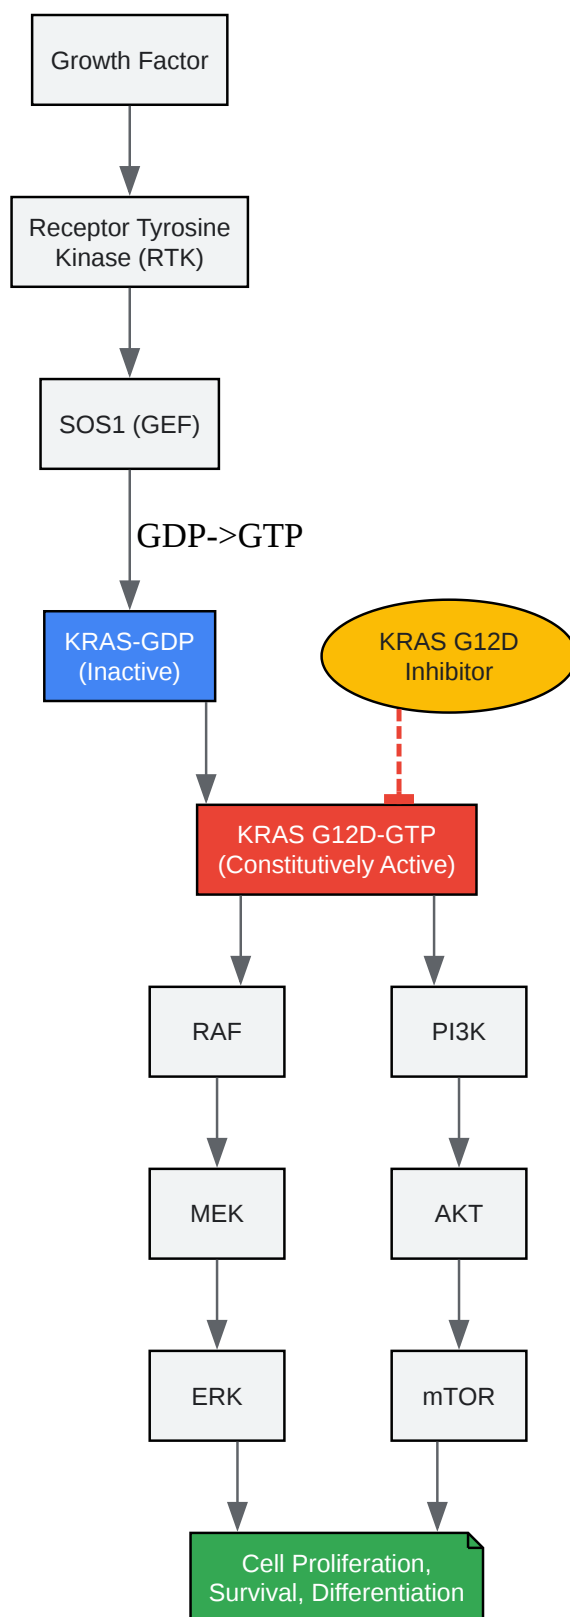 Growth Factor
Receptor Tyrosine
Kinase (RTK)
SOS1 (GEF)
GDP->GTP
KRAS-GDP
(Inactive)
KRAS G12D
Inhibitor
KRAS G12D-GTP
(Constitutively Active)
RAF
PI3K
MEK
AKT
ERK
mTOR
Cell Proliferation,
Survival, Differentiation